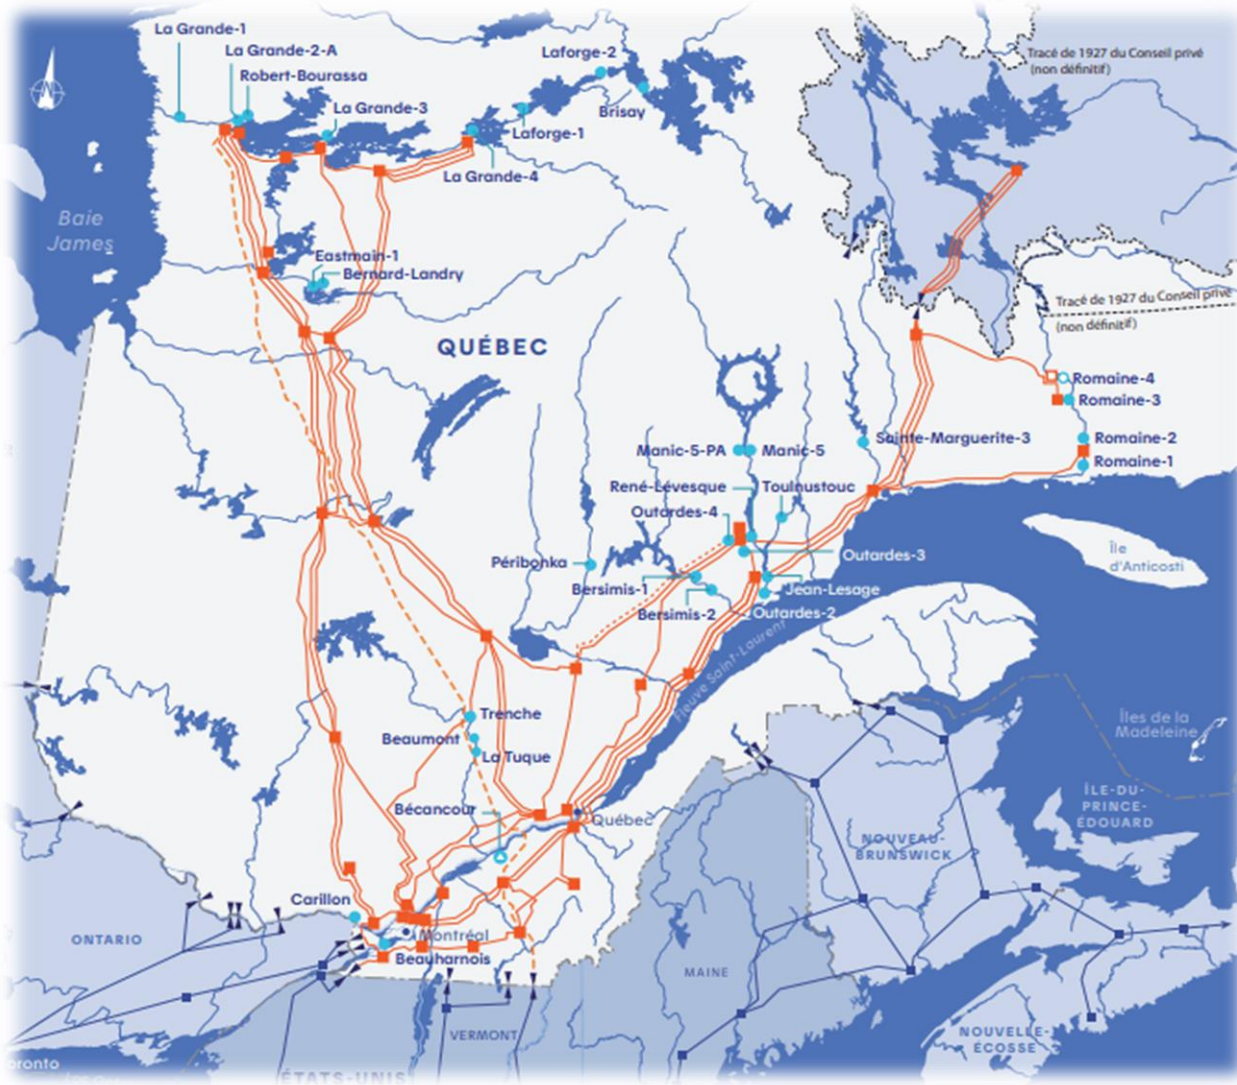 La Grande-1
La Grande-2-A
Robert-Bourassa
La Grande-3
Laforge-2
Brisay
Laforge-1
La Grande-4
Tracé de 1927 du Conseil privé
(non définitif)
Baie
James
Eastmain-1
Bernard-Landry
Tracé de 1927 du Conseil privé
(non définitif)
QUÉBEC
Romaine-4
Romaine-3
Sainte-Marguerite-3
Romaine-2
Romaine-1
Manic-5-PA
Manic-5
René-Lévesque
Toulnustouc
Outardes-4
Outardes-3
Péribonka
Bersimis-1
Jean-Lesage
Bersimis-2
Outardes-2
Île
d'Anticosti
Fleuve Saint-Laurent
Trenche
Beaumont
La Tuque
Îles de la
Madeleine
Bécancour
Québec
ÎLE-DU-
PRINCE-
ÉDOUARD
NOUVEAU-
BRUNSWICK
Carillon
Montréal
Beauharnois
ONTARIO
MAINE
VERMONT
NOUVELLE-
ÉCOSSE
oronto
ÉTATS-UNIS